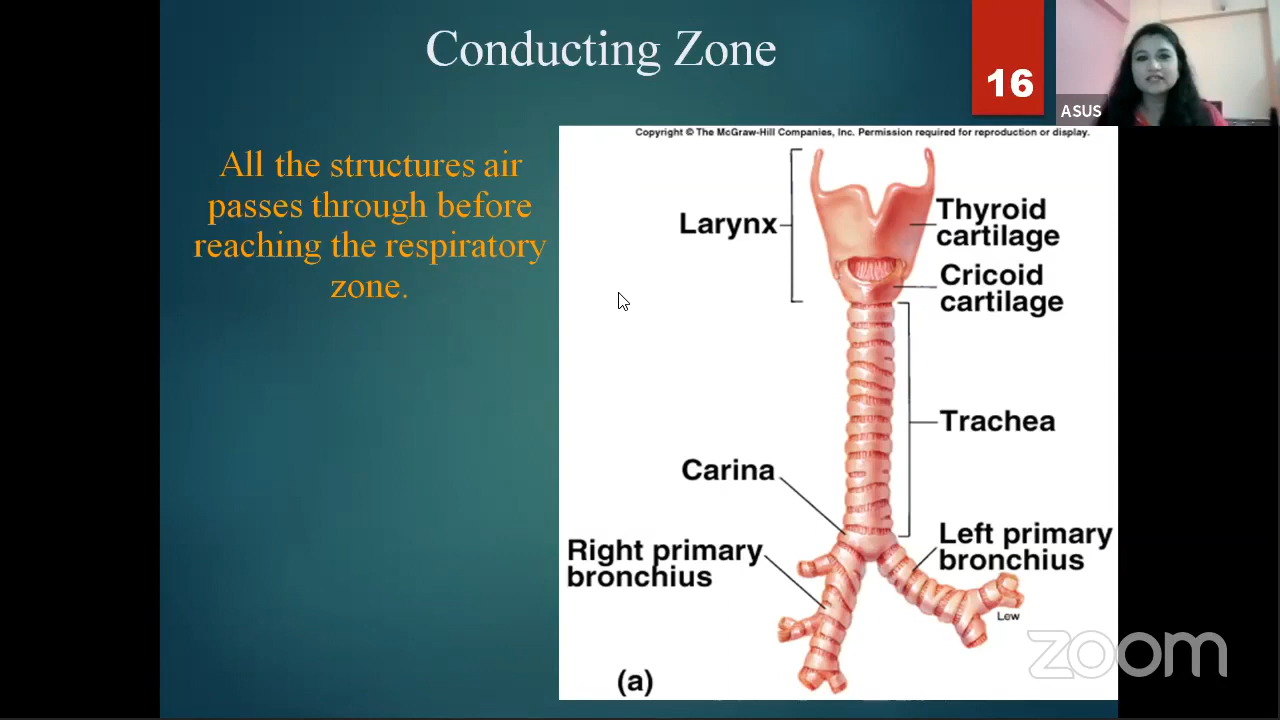 Conducting Zone
16
ASUS
All the structures air
passes through before
reaching the respiratory
zone.
Copyright © The McGraw-Hill Companies, Inc. Permission required for reproduction or display.
Larynx
Thyroid
cartilage
Cricoid
cartilage
Trachea
Carina
Left primary
bronchius
Right primary
bronchius
Lew
(a)
zoom